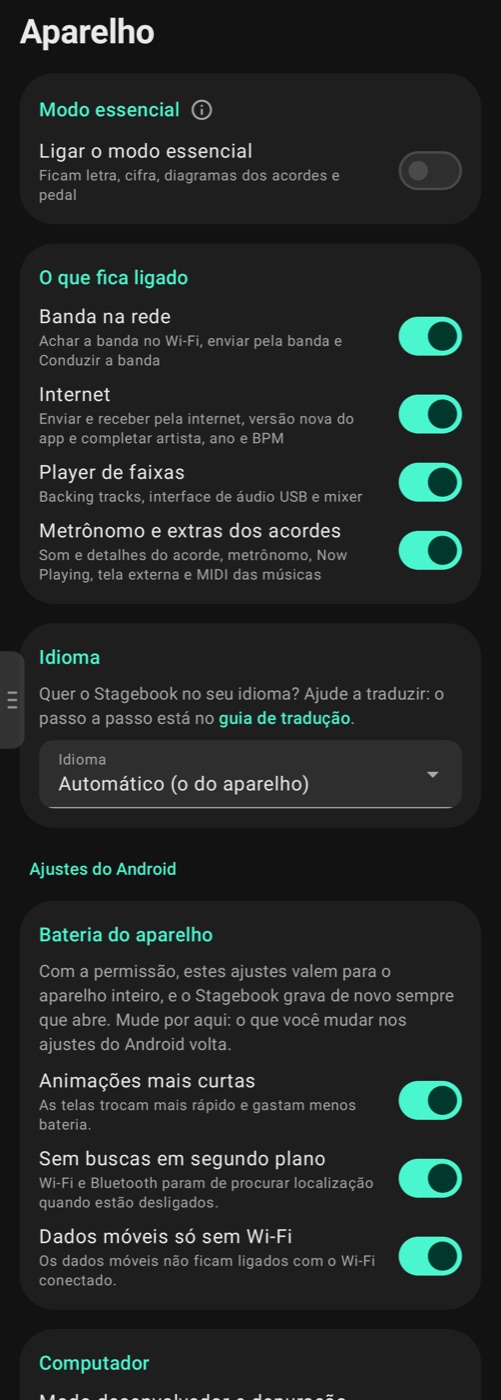 Aparelho
Modo essencial
Ligar o modo essencial
Ficam letra, cifra, diagramas dos acordes e
pedal
O que fica ligado
Banda na rede
Achar a banda no Wi-Fi, enviar pela banda e
Conduzir a banda
Internet
Enviar e receber pela internet, versão nova do
app e completar artista, ano e BPM
Player de faixas
Backing tracks, interface de áudio USB e mixer
Metrônomo e extras dos acordes
Som e detalhes do acorde, metrônomo, Now
Playing, tela externa e MIDI das músicas
Idioma
Quer o Stagebook no seu idioma? Ajude a traduzir: o
passo a passo está no guia de tradução.
Idioma
Automático (o do aparelho)
Ajustes do Android
Bateria do aparelho
Com a permissão, estes ajustes valem para o
aparelho inteiro, e o Stagebook grava de novo sempre
que abre. Mude por aqui: o que você mudar nos
ajustes do Android volta.
Animações mais curtas
As telas trocam mais rápido e gastam menos
bateria.
Sem buscas em segundo plano
Wi-Fi e Bluetooth param de procurar localização
quando estão desligados.
Dados móveis só sem Wi-Fi
Os dados móveis não ficam ligados com o Wi-Fi
conectado.
Computador